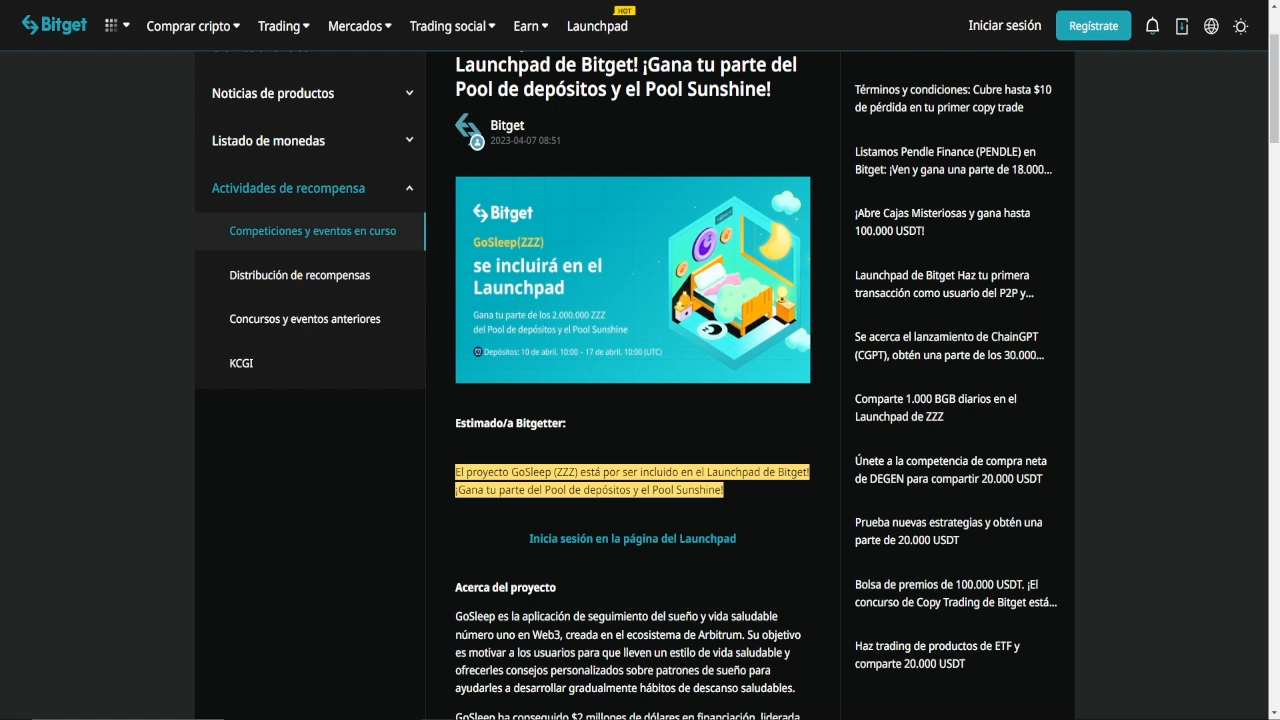 Bitget
Comprar cripto
Trading
Mercados
Trading social
Earn
Launchpad
HOT
Iniciar sesión
Regístrate
Noticias de productos
Listado de monedas
Actividades de recompensa
Competiciones y eventos en curso
Distribución de recompensas
Concursos y eventos anteriores
KCGI
Launchpad de Bitget! ¡Gana tu parte del
Pool de depósitos y el Pool Sunshine!
Bitget
2023-04-07 08:51
Bitget
GoSleep(ZZZ)
se incluirá en el
Launchpad
Gana tu parte de los 2.000.000 ZZZ
del Pool de depósitos y el Pool Sunshine
Depósitos: 10 de abril, 10:00 – 17 de abril, 10:00 (UTC)
Estimado/a Bitgetter:
El proyecto GoSleep (ZZZ) está por ser incluido en el Launchpad de Bitget!
¡Gana tu parte del Pool de depósitos y el Pool Sunshine!
Inicia sesión en la página del Launchpad
Acerca del proyecto
GoSleep es la aplicación de seguimiento del sueño y vida saludable
número uno en Web3, creada en el ecosistema de Arbitrum. Su objetivo
es motivar a los usuarios para que lleven un estilo de vida saludable y
ofrecerles consejos personalizados sobre patrones de sueño para
ayudarles a desarrollar gradualmente hábitos de descanso saludables.
GoSleep ha conseguido $2 millones de dólares en financiación, liderada
Términos y condiciones: Cubre hasta $10
de pérdida en tu primer copy trade
Listamos Pendle Finance (PENDLE) en
Bitget: ¡Ven y gana una parte de 18.000...
¡Abre Cajas Misteriosas y gana hasta
100.000 USDT!
Launchpad de Bitget Haz tu primera
transacción como usuario del P2P y...
Se acerca el lanzamiento de ChainGPT
(CGPT), obtén una parte de los 30.000...
Comparte 1.000 BGB diarios en el
Launchpad de ZZZ
Únete a la competencia de compra neta
de DEGEN para compartir 20.000 USDT
Prueba nuevas estrategias y obtén una
parte de 20.000 USDT
Bolsa de premios de 100.000 USDT. ¡El
concurso de Copy Trading de Bitget está...
Haz trading de productos de ETF y
comparte 20.000 USDT